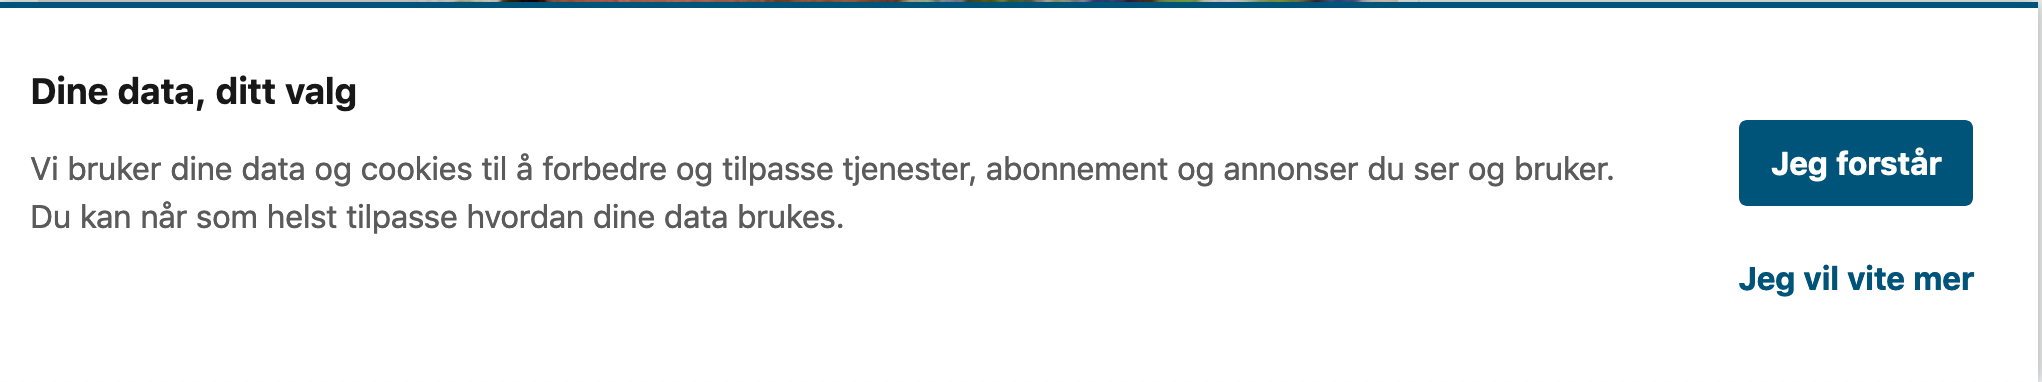 Dine data, ditt valg
Vi bruker dine data og cookies til å forbedre og tilpasse tjenester, abonnement og annonser du ser og bruker.
Du kan når som helst tilpasse hvordan dine data brukes.
Jeg forstår
Jeg vil vite mer